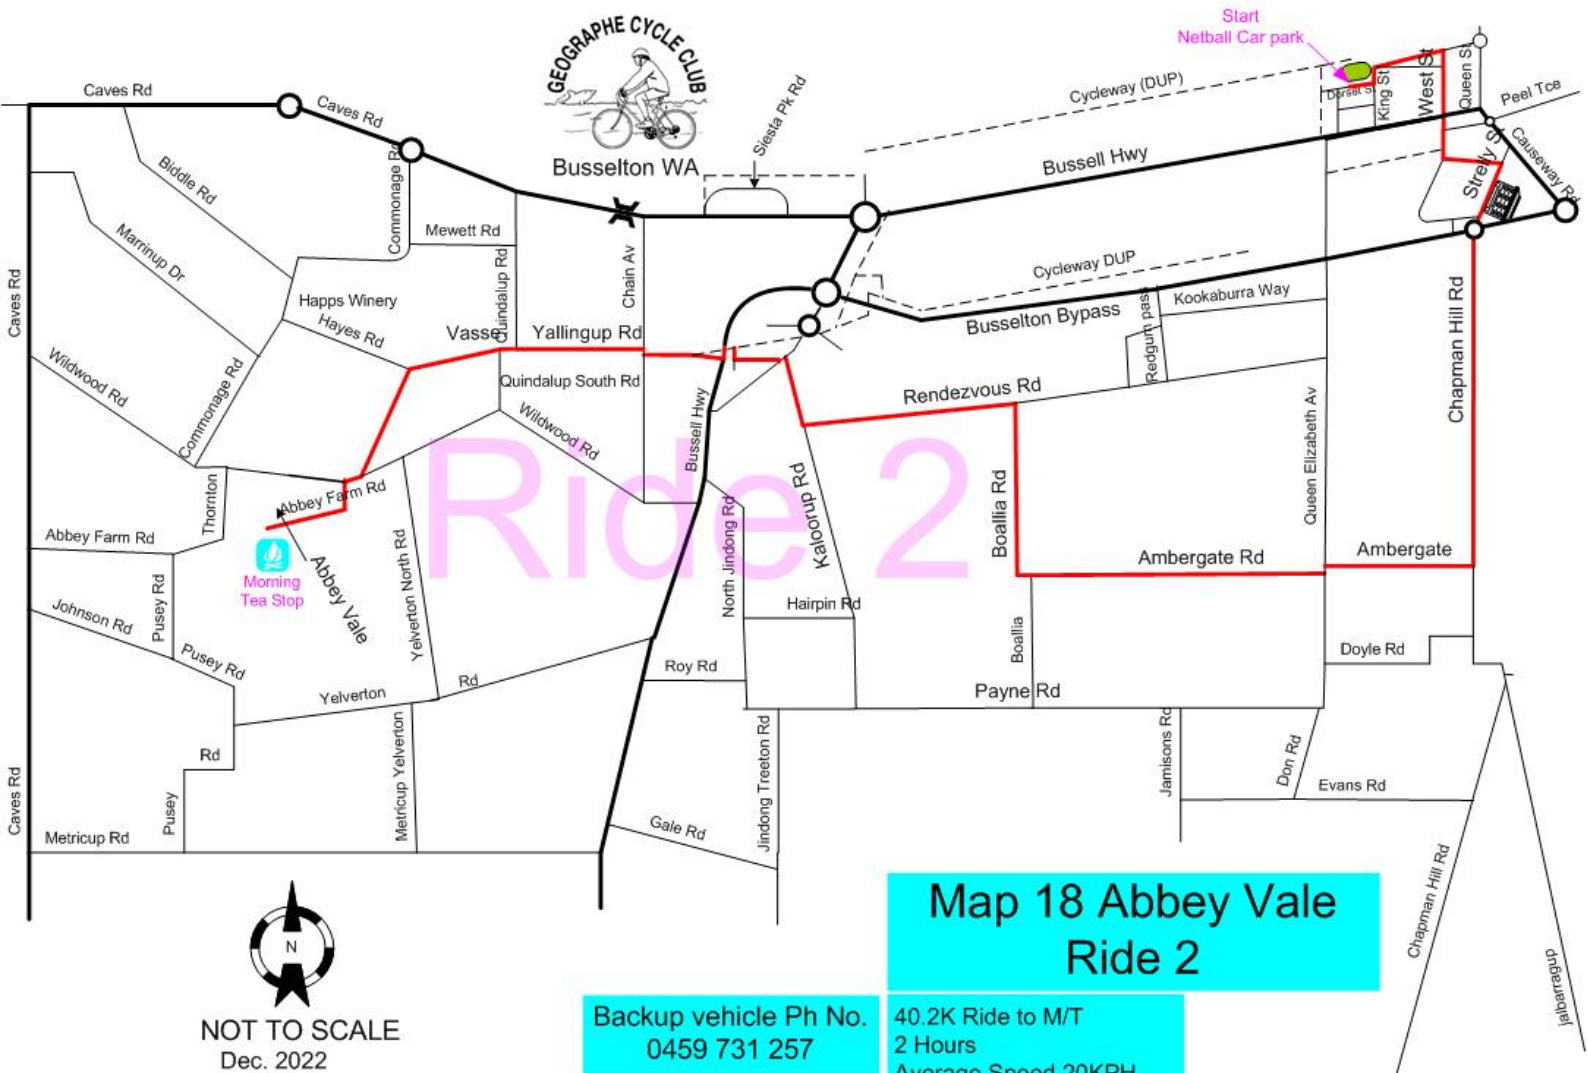 Start
Netball Car park
GEOGRAPHE CYCLE CLUB
Busselton WA
Siesta Pk Rd
Cycleway (DUP)
Dorset St
King St
West St
Queen St
Peel Tce
Causeway Rd
Strelly St
Caves Rd
Caves Rd
Biddle Rd
Commonage Rd
Mewett Rd
Marrinup Dr
Caves Rd
Happs Winery
Hayes Rd
Quindalup Rd
Chain Av
Vasse Yallingup Rd
Bussell Hwy
Cycleway DUP
Kookaburra Way
Busselton Bypass
Redgum pass
Chapman Hill Rd
Wildwood Rd
Commonage Rd
Quindalup South Rd
Wildwood Rd
Bussell Hwy
Rendezvous Rd
Queen Elizabeth Av
Ride 2
Kaloorup Rd
Boallia Rd
Ambergate Rd
Ambergate
Thornton
Abbey Farm Rd
Abbey Farm Rd
Morning
Tea Stop
Abbey Vale
Yelverton North Rd
North Jindong Rd
Hairpin Rd
Boallia
Johnson Rd
Pusey Rd
Pusey Rd
Yelverton Rd
Roy Rd
Payne Rd
Doyle Rd
Caves Rd
Rd
Pusey
Metricup Rd
Metricup Yelverton
Jindong Treeton Rd
Gale Rd
Jamisons Rd
Don Rd
Evans Rd
Chapman Hill Rd
jalbarragup
N
NOT TO SCALE
Dec. 2022
Map 18 Abbey Vale
Ride 2
Backup vehicle Ph No.
0459 731 257
40.2K Ride to M/T
2 Hours
Average Speed 20KPH